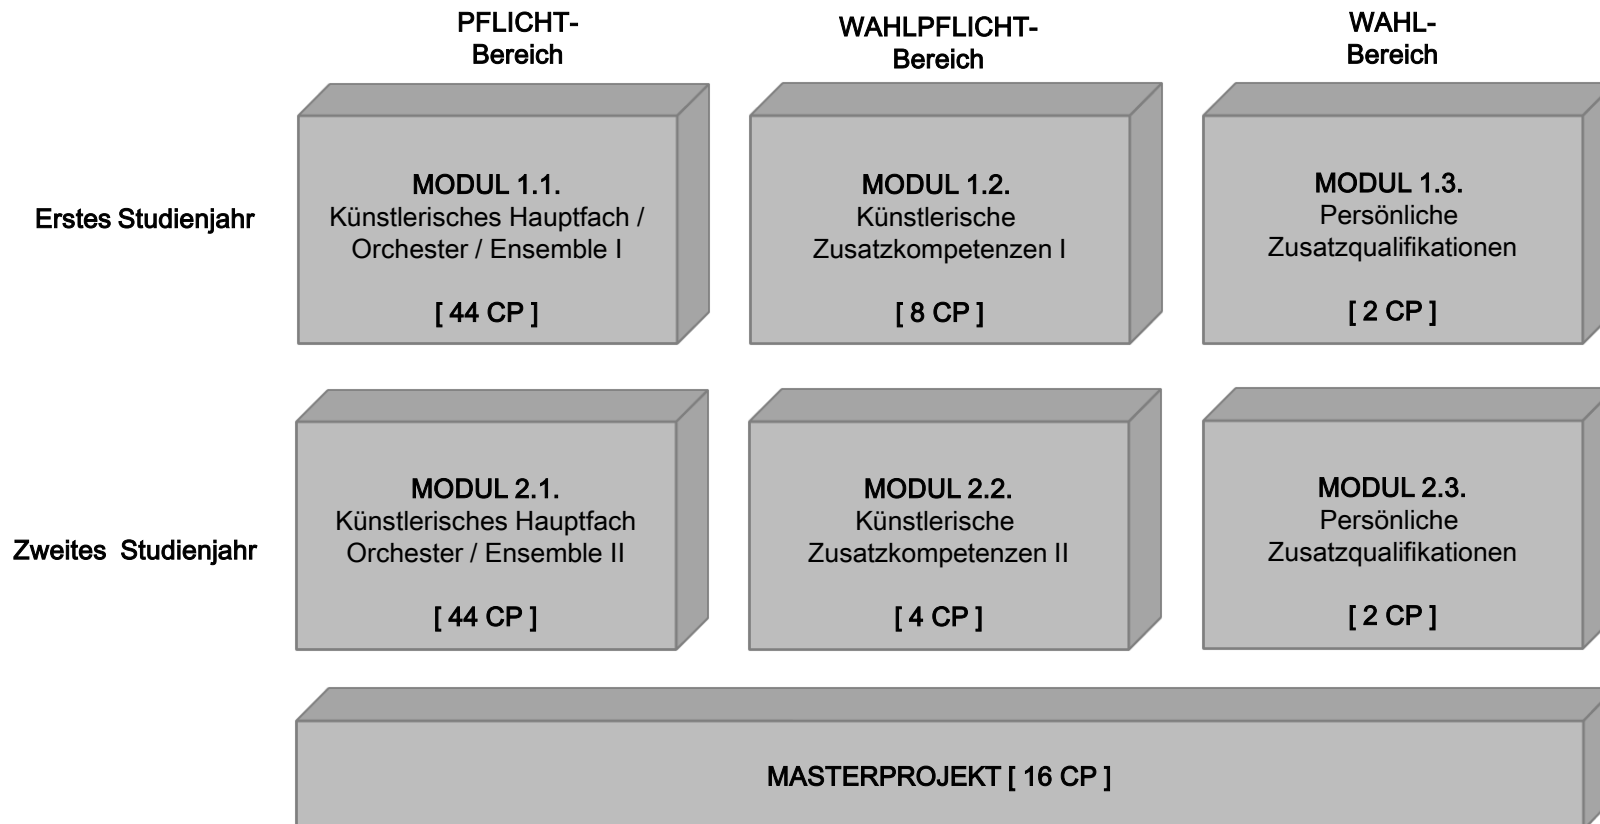 PFLICHT-
Bereich
WAHLPFLICHT-
Bereich
WAHL-
Bereich
Erstes Studienjahr
MODUL 1.1.
Künstlerisches Hauptfach /
Orchester / Ensemble I
[ 44 CP ]
MODUL 1.2.
Künstlerische
Zusatzkompetenzen I
[ 8 CP ]
MODUL 1.3.
Persönliche
Zusatzqualifikationen
[ 2 CP ]
Zweites Studienjahr
MODUL 2.1.
Künstlerisches Hauptfach
Orchester / Ensemble II
[ 44 CP ]
MODUL 2.2.
Künstlerische
Zusatzkompetenzen II
[ 4 CP ]
MODUL 2.3.
Persönliche
Zusatzqualifikationen
[ 2 CP ]
MASTERPROJEKT [ 16 CP ]